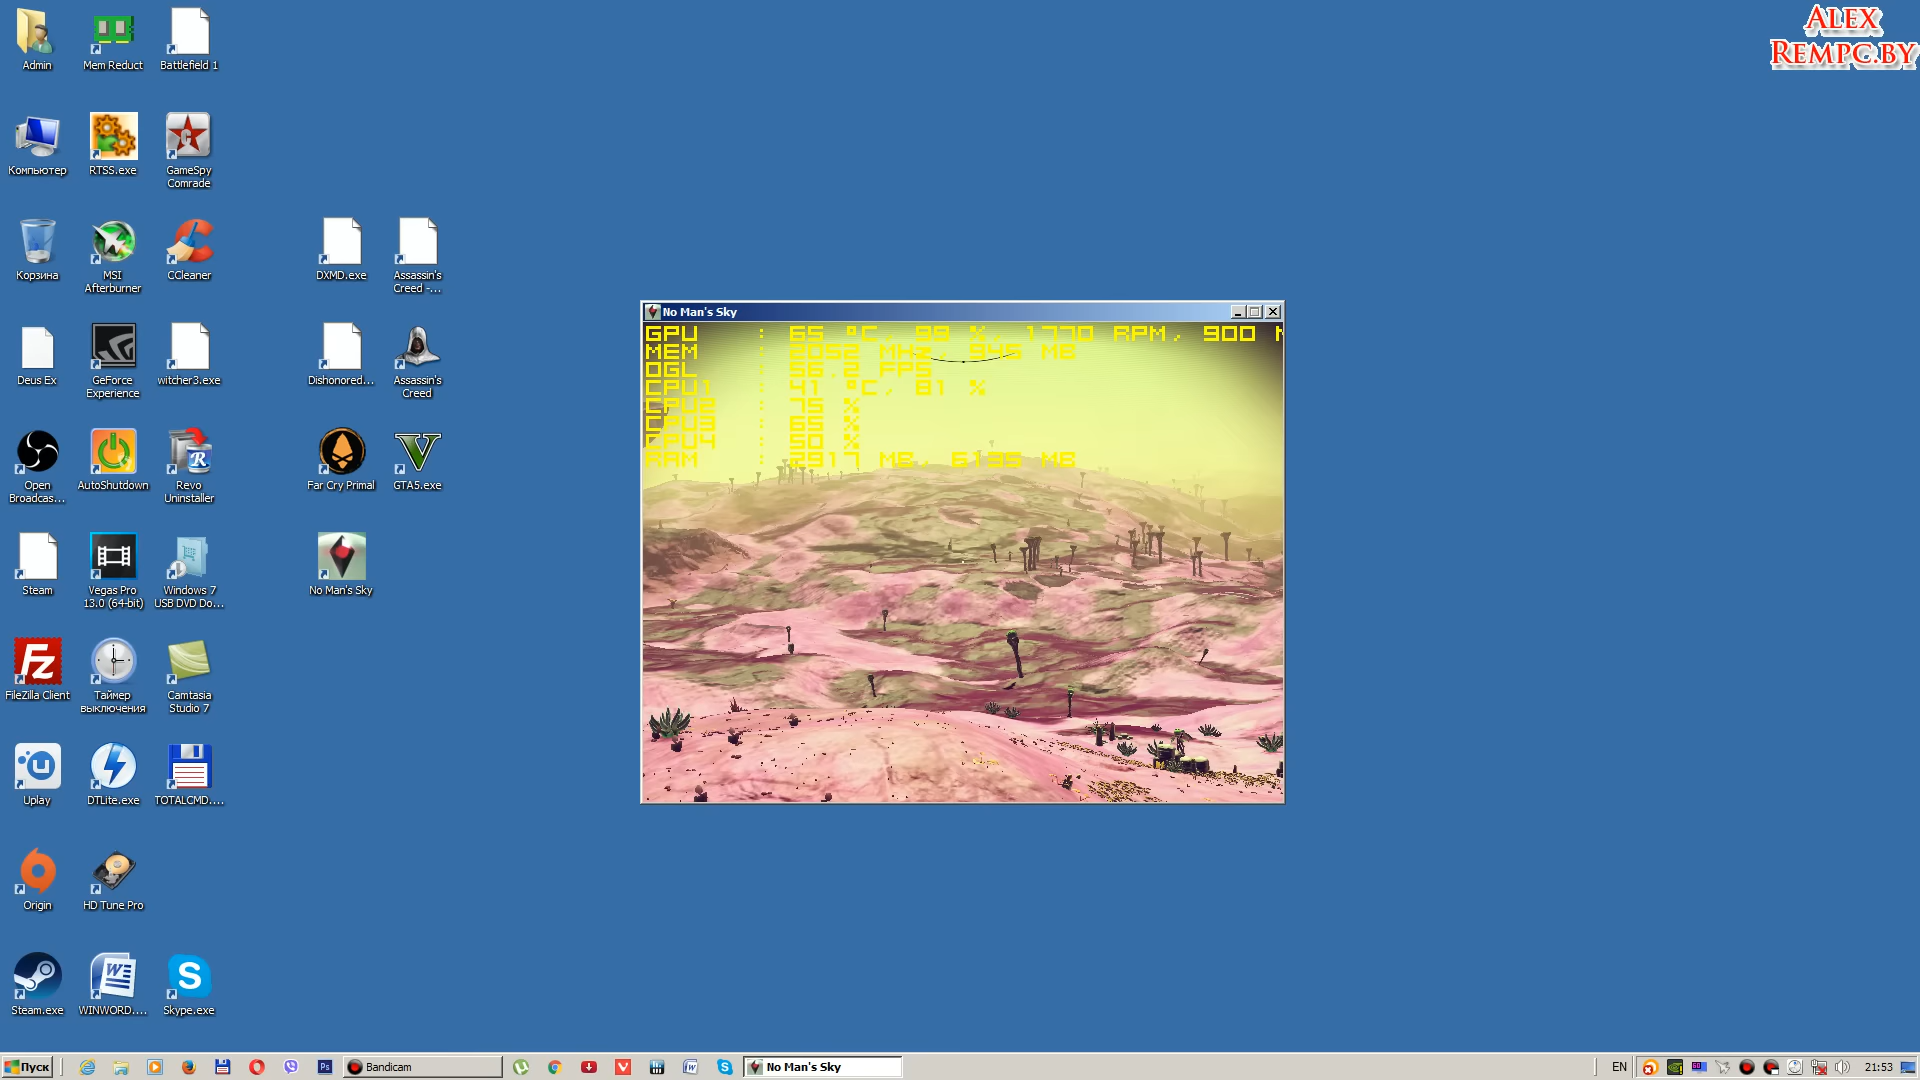 Alex
Rempc.by
Admin
Mem Reduct
Battlefield 1
Компьютер
RTSS.exe
GameSpy
Comrade
Корзина
MSI
Afterburner
CCleaner
DXMD.exe
Assassin's
Creed -...
Deus Ex
GeForce
Experience
witcher3.exe
Dishonored...
Assassin's
Creed
Open
Broadcas...
AutoShutdown
Revo
Uninstaller
Far Cry Primal
GTA5.exe
Steam
Vegas Pro
13.0 (64-bit)
Windows 7
USB DVD Do...
No Man's Sky
FileZilla Client
Таймер
выключения
Camtasia
Studio 7
Uplay
DTLite.exe
TOTALCMD....
Origin
HD Tune Pro
Steam.exe
WINWORD....
Skype.exe
No Man's Sky
GPU : 65 °C, 99 %, 1770 RPM, 900 M
MEM : 2052 MHz, 945 MB
OGL : 56.2 FPS
CPU1 : 41 °C, 81 %
CPU2 : 75 %
CPU3 : 65 %
CPU4 : 50 %
RAM : 2917 MB, 6195 MB
Пуск
Bandicam
No Man's Sky
EN
21:53